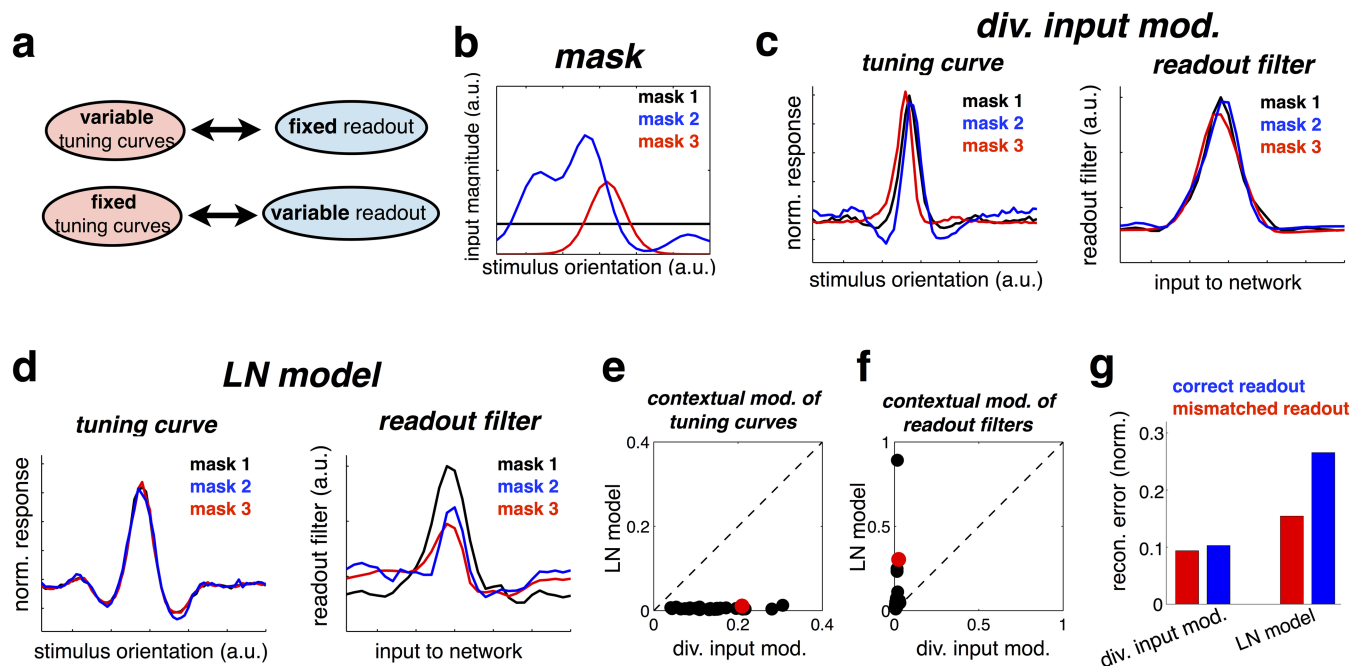 a
variable
tuning curves
fixed readout
fixed
tuning curves
variable readout
b
mask
input magnitude (a.u.)
mask 1
mask 2
mask 3
stimulus orientation (a.u.)
c
div. input mod.
tuning curve
norm. response
mask 1
mask 2
mask 3
stimulus orientation (a.u.)
readout filter
readout filter (a.u.)
mask 1
mask 2
mask 3
input to network
d
LN model
tuning curve
norm. response
mask 1
mask 2
mask 3
stimulus orientation (a.u.)
readout filter
readout filter (a.u.)
mask 1
mask 2
mask 3
input to network
e
contextual mod. of
tuning curves
LN model
0.4
0.2
0
0
0.2
0.4
div. input mod.
f
contextual mod. of
readout filters
LN model
1
0.5
0
0
0.5
1
div. input mod.
g
correct readout
mismatched readout
recon. error (norm.)
0.3
0.2
0.1
0
div. input mod.
LN model